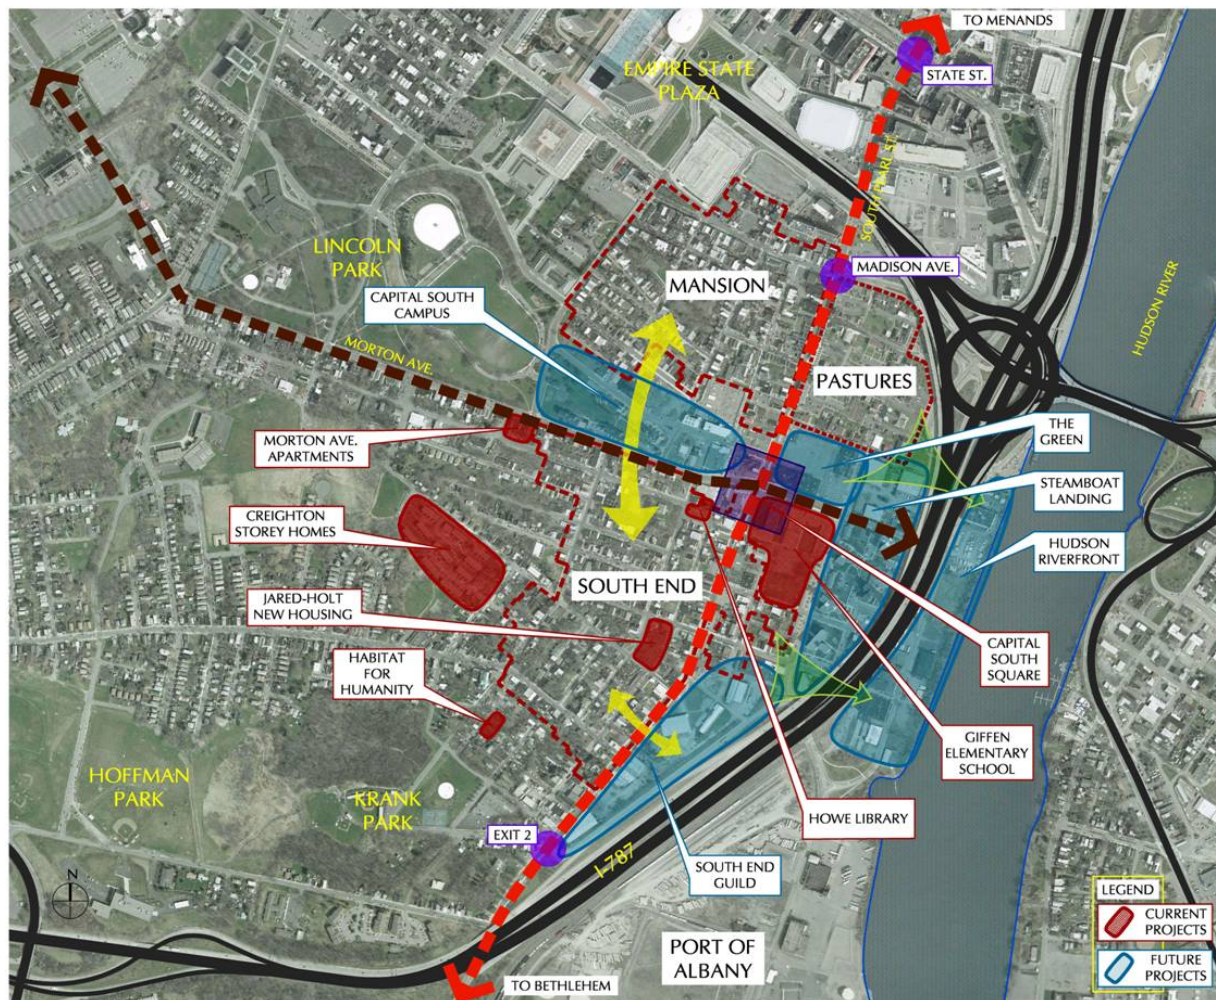 TO MENANDS
STATE ST.
EMPIRE STATE
PLAZA
SOUTH PEARL ST.
MADISON AVE.
HUDSON RIVER
LINCOLN
PARK
MANSION
CAPITAL SOUTH
CAMPUS
MORTON AVE.
PASTURES
MORTON AVE.
APARTMENTS
THE
GREEN
STEAMBOAT
LANDING
CREIGHTON
STOREY HOMES
HUDSON
RIVERFRONT
SOUTH END
JARED-HOLT
NEW HOUSING
CAPITAL
SOUTH
SQUARE
HABITAT
FOR
HUMANITY
GIFFEN
ELEMENTARY
SCHOOL
HOFFMAN
PARK
KRANK
PARK
HOWE LIBRARY
EXIT 2
I-787
SOUTH END
GUILD
N
PORT OF
ALBANY
TO BETHLEHEM
LEGEND
CURRENT
PROJECTS
FUTURE
PROJECTS